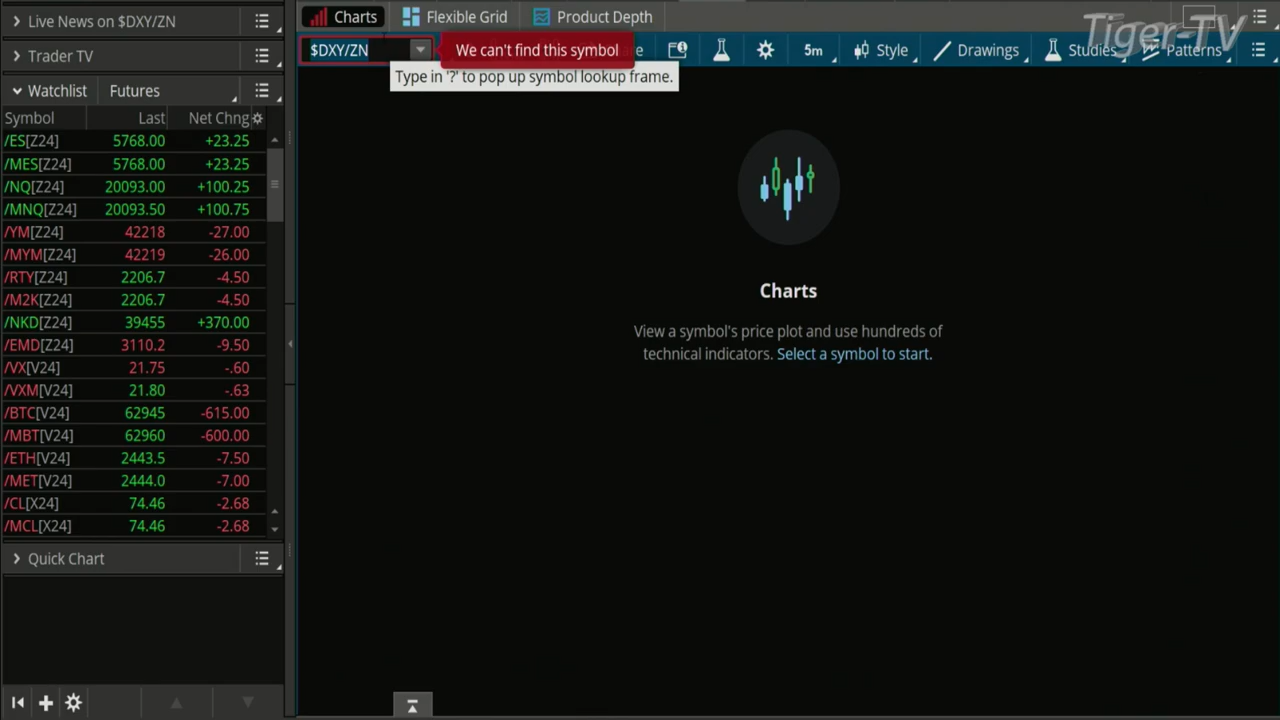 Live News on $DXY/ZN
Trader TV
Watchlist Futures
Symbol Last Net Chng
/ES[Z24] 5768.00 +23.25
/MES[Z24] 5768.00 +23.25
/NQ[Z24] 20093.00 +100.25
/MNQ[Z24] 20093.50 +100.75
/YM[Z24] 42218 -27.00
/MYM[Z24] 42219 -26.00
/RTY[Z24] 2206.7 -4.50
/M2K[Z24] 2206.7 -4.50
/NKD[Z24] 39455 +370.00
/EMD[Z24] 3110.2 -9.50
/VX[V24] 21.75 -.60
/VXM[V24] 21.80 -.63
/BTC[V24] 62945 -615.00
/MBT[V24] 62960 -600.00
/ETH[V24] 2443.5 -7.50
/MET[V24] 2444.0 -7.00
/CL[X24] 74.46 -2.68
/MCL[X24] 74.46 -2.68
Quick Chart
Charts Flexible Grid Product Depth
Tiger-TV
$DXY/ZN We can't find this symbol 5m Style Drawings Studies Patterns
Type in '?' to pop up symbol lookup frame.
Charts
View a symbol's price plot and use hundreds of
technical indicators. Select a symbol to start.